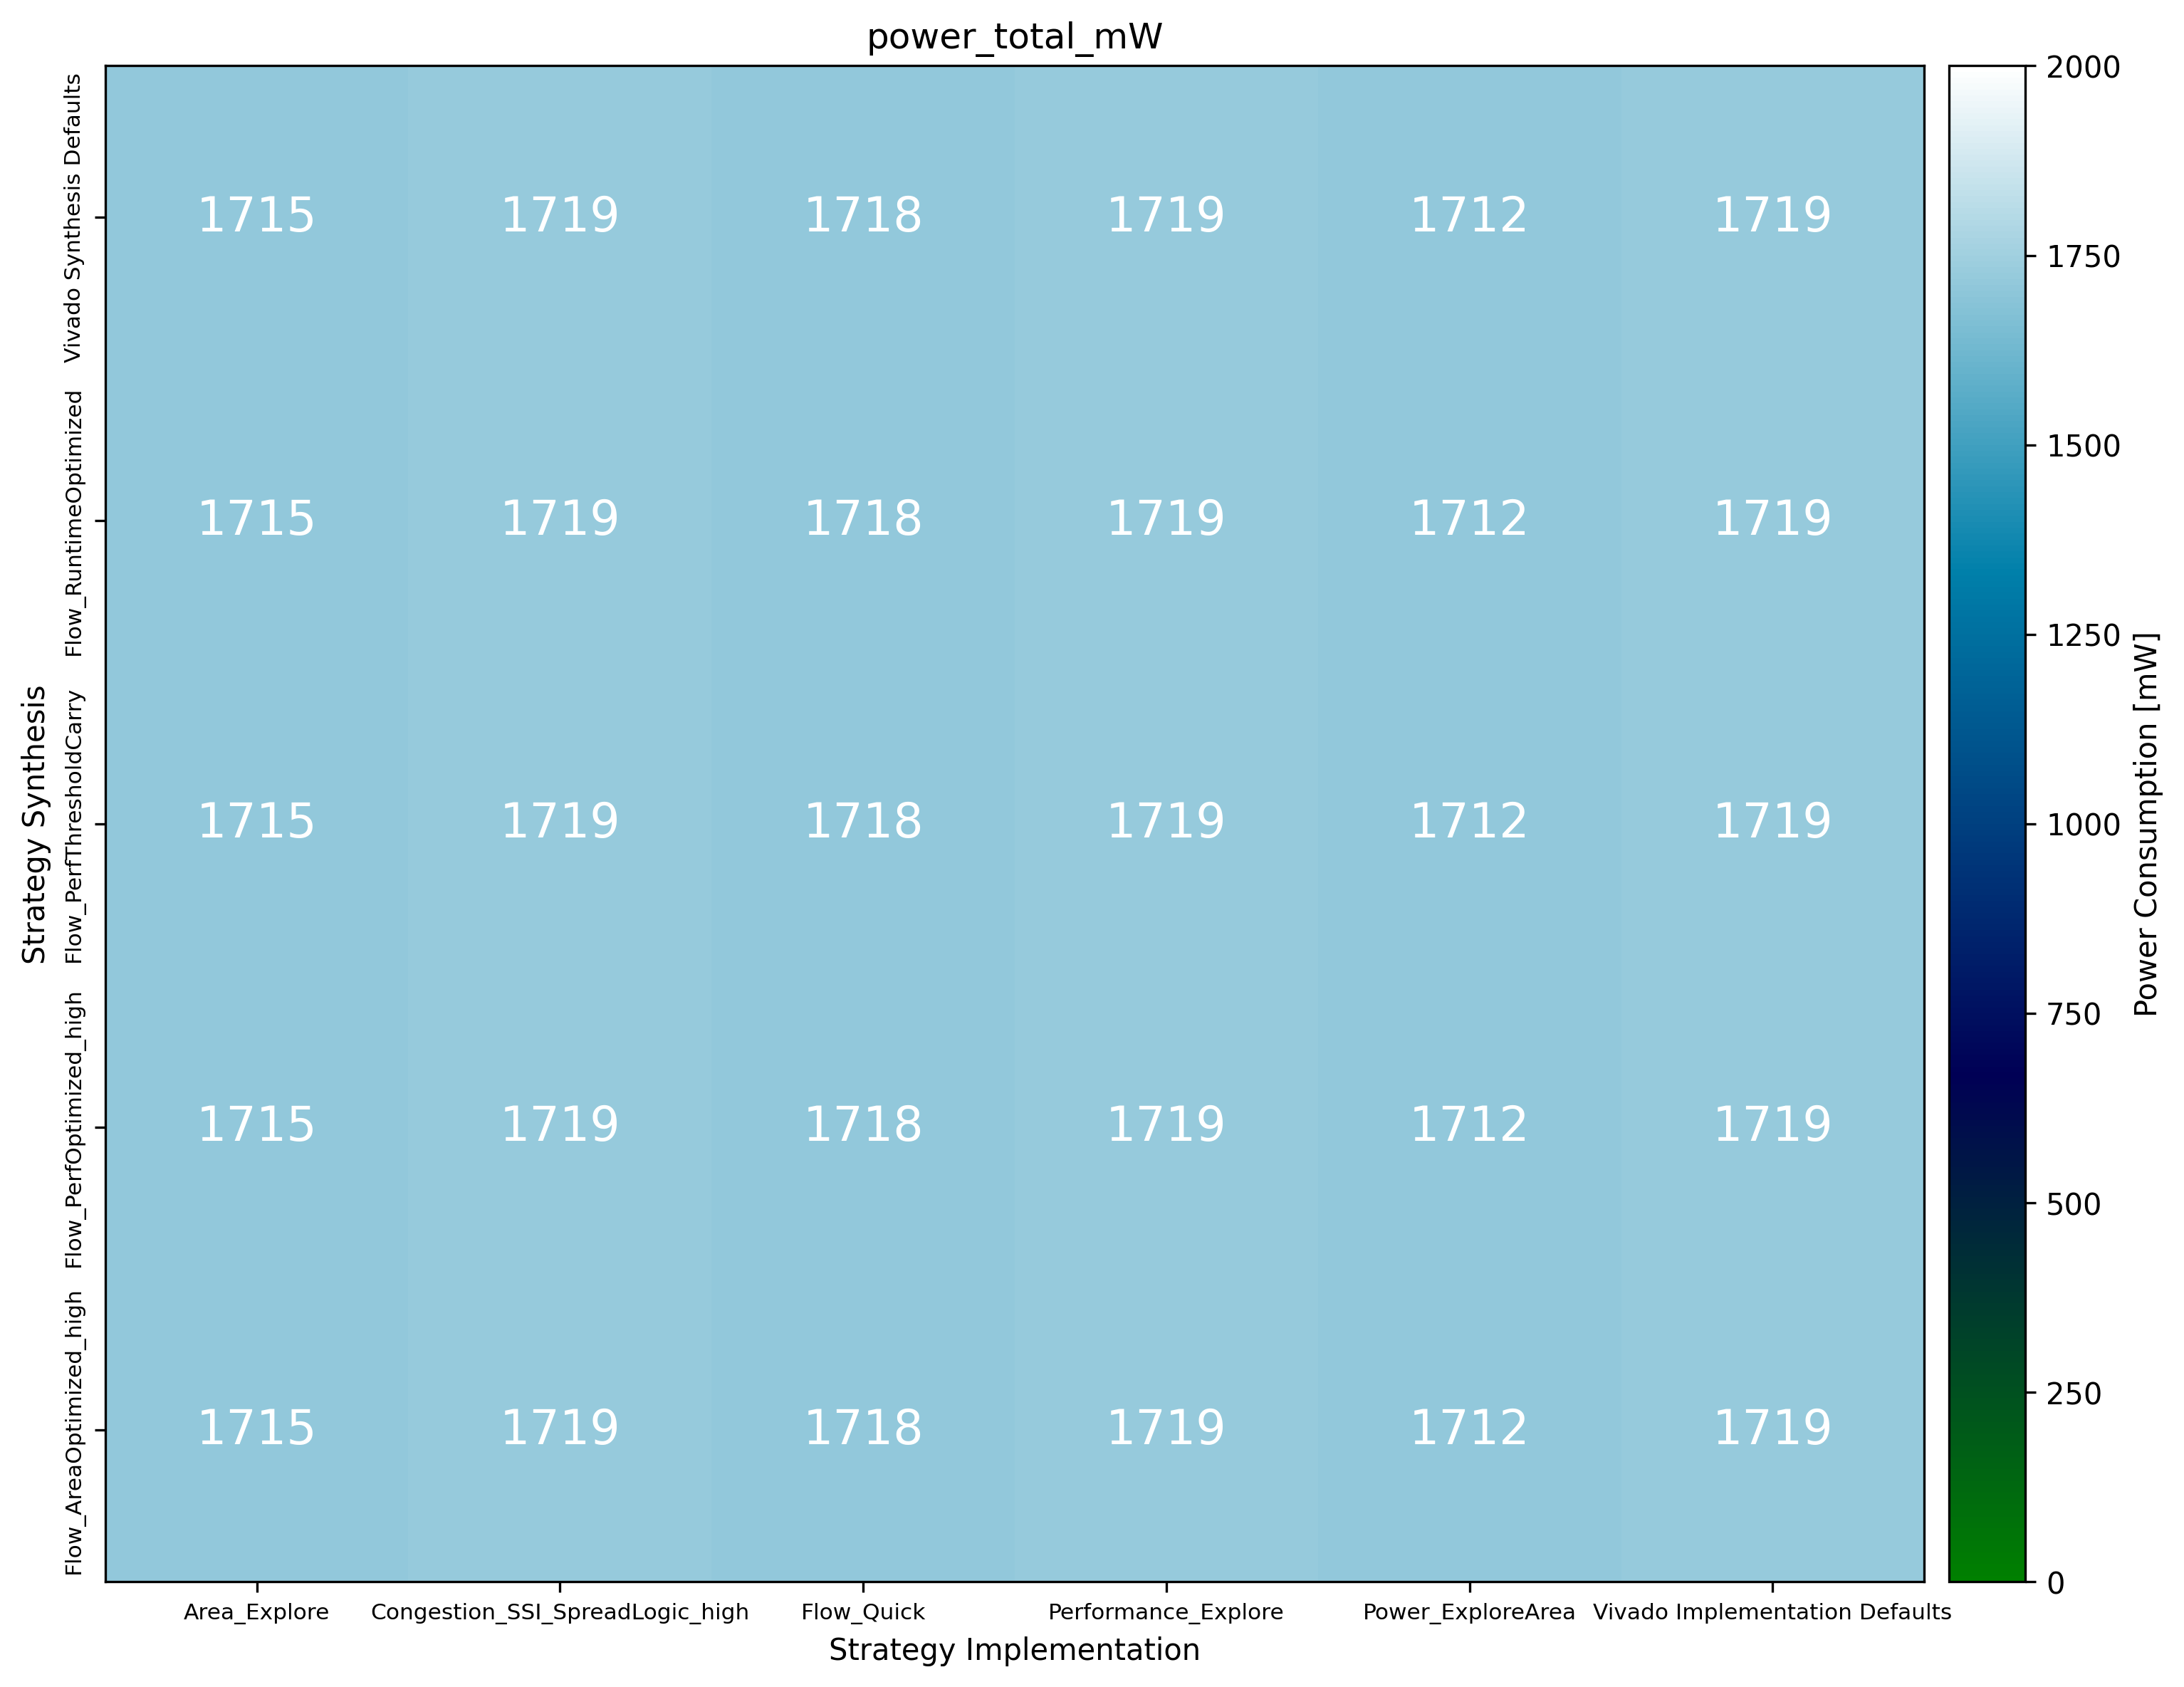 power_total_mW
Strategy Synthesis
Vivado Synthesis Defaults
1715 1719 1718 1719 1712 1719
Flow_RuntimeOptimized
1715 1719 1718 1719 1712 1719
Flow_PerfThresholdCarry
1715 1719 1718 1719 1712 1719
Flow_PerfOptimized_high
1715 1719 1718 1719 1712 1719
Flow_AreaOptimized_high
1715 1719 1718 1719 1712 1719
Area_Explore Congestion_SSI_SpreadLogic_high Flow_Quick Performance_Explore Power_ExploreArea Vivado Implementation Defaults
Strategy Implementation
2000
1750
1500
1250
1000
750
500
250
0
Power Consumption [mW]